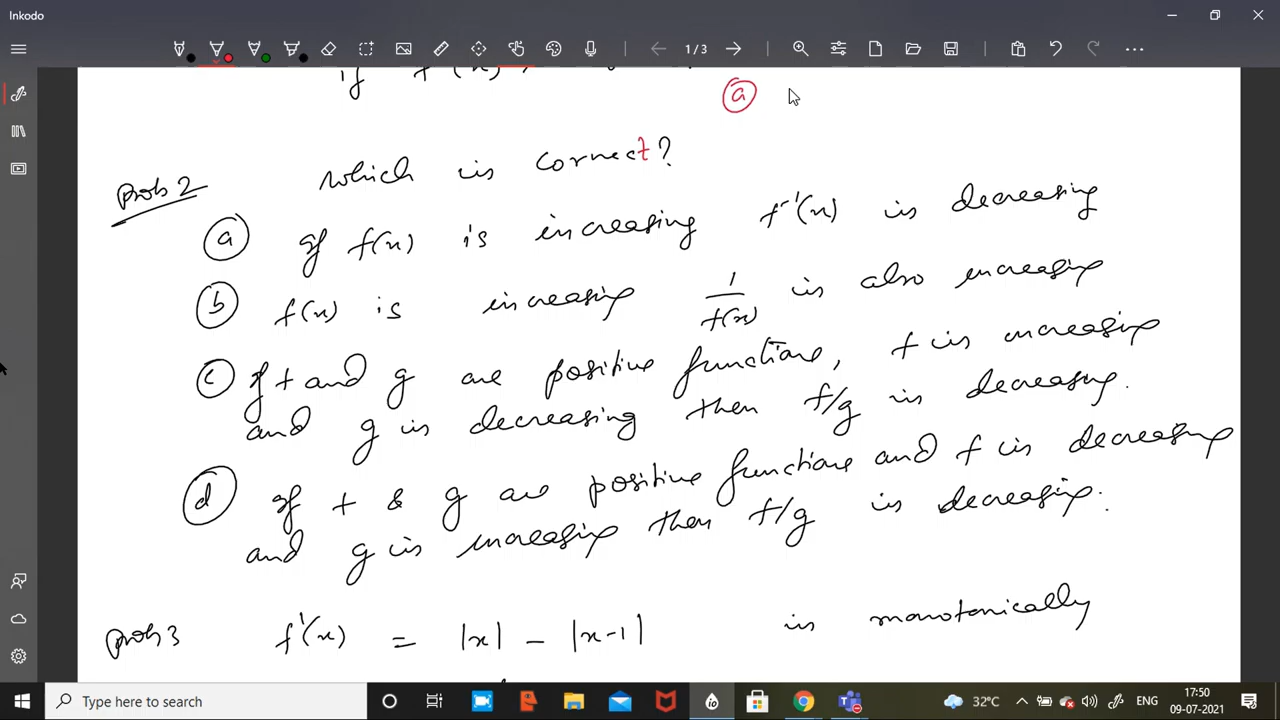 Inkodo
1/3
if f(x)
a
Prob 2 which is correct?
a If f(x) is increasing f⁻¹(x) is decreasing
b f(x) is increasing 1/f(x) is also increasing
c If f and g are positive functions, f is increasing
and g is decreasing then f/g is decreasing.
d If f & g are positive functions and f is decreasing
and g is increasing then f/g is decreasing.
prob 3 f'(x) = |x| - |x-1| is monotonically
Type here to search
32°C
ENG
17:50
09-07-2021